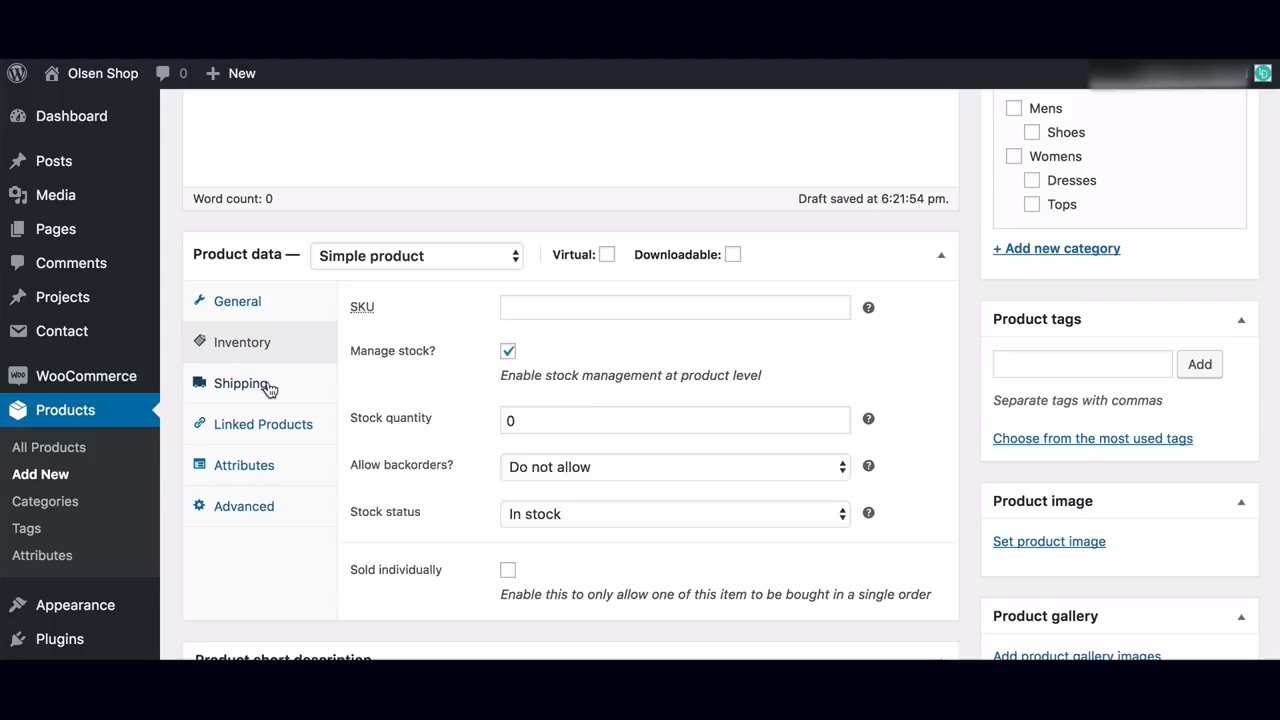 Olsen Shop 0 New
Dashboard
Posts
Media
Pages
Comments
Projects
Contact
WooCommerce
Products
All Products
Add New
Categories
Tags
Attributes
Appearance
Plugins
Word count: 0 Draft saved at 6:21:54 pm.
Product data — Simple product Virtual: Downloadable:
General
Inventory
Shipping
Linked Products
Attributes
Advanced
SKU
Manage stock?
Enable stock management at product level
Stock quantity 0
Allow backorders? Do not allow
Stock status In stock
Sold individually
Enable this to only allow one of this item to be bought in a single order
Product short description
Mens
Shoes
Womens
Dresses
Tops
+ Add new category
Product tags
Add
Separate tags with commas
Choose from the most used tags
Product image
Set product image
Product gallery
Add product gallery images